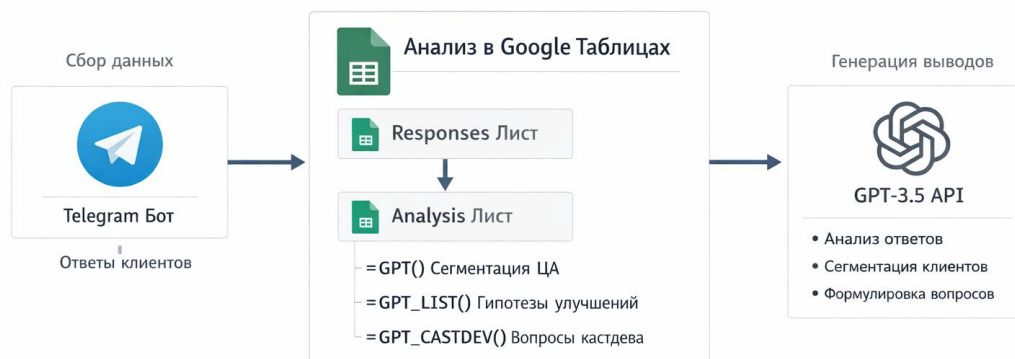 Сбор данных
Telegram Бот
Ответы клиентов
Анализ в Google Таблицах
Responses Лист
Analysis Лист
=GPT() Сегментация ЦА
=GPT_LIST() Гипотезы улучшений
=GPT_CASTDEV() Вопросы кастдева
Генерация выводов
GPT-3.5 API
• Анализ ответов
• Сегментация клиентов
• Формулировка вопросов